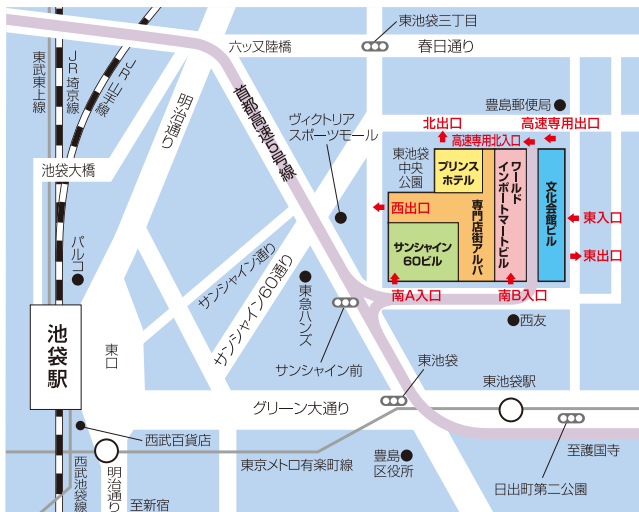 東池袋三丁目
六ッ又陸橋
春日通り
東武東上線
JR埼京線
JR山手線
明治通り
首都高速5号線
豊島郵便局
ヴィクトリア
スポーツモール
北出口
高速専用出口
高速専用北入口
東池袋
中央
公園
プリンス
ホテル
ワールド
インポートマートビル
文化会館ビル
池袋大橋
西出口
専門店街アルパ
東入口
サンシャイン
60ビル
東出口
パルコ
サンシャイン通り
サンシャイン60通り
東急ハンズ
南A入口
南B入口
西友
池袋駅
東口
サンシャイン前
東池袋
東池袋駅
グリーン大通り
西武百貨店
豊島
区役所
至護国寺
東京メトロ有楽町線
西武池袋線
明治通り
至新宿
日出町第二公園